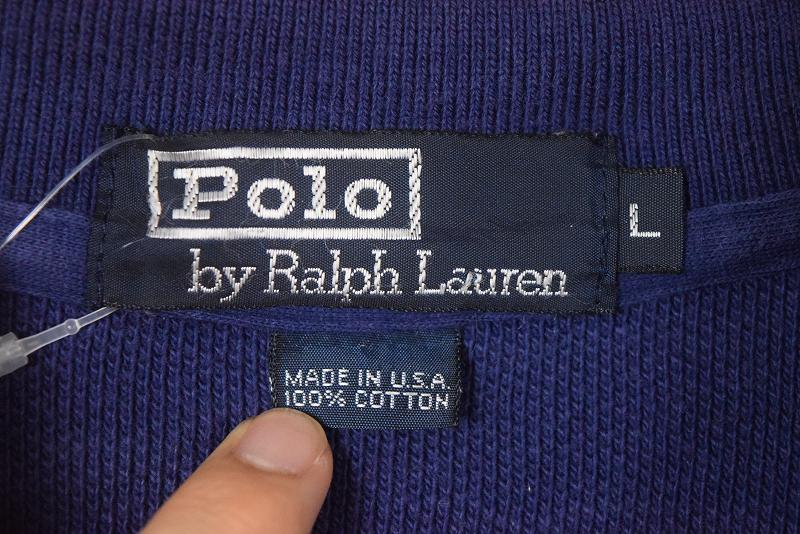 Polo
by Ralph Lauren
L
MADE IN U.S.A.
100% COTTON